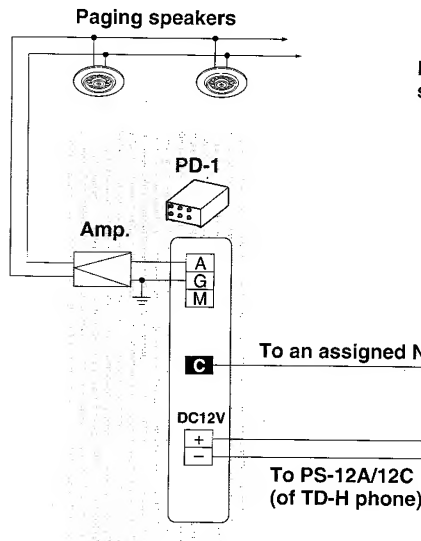 Paging speakers
PD-1
Amp.
A
G
M
C
To an assigned
DC12V
+
−
To PS-12A/12C
(of TD-H phone)